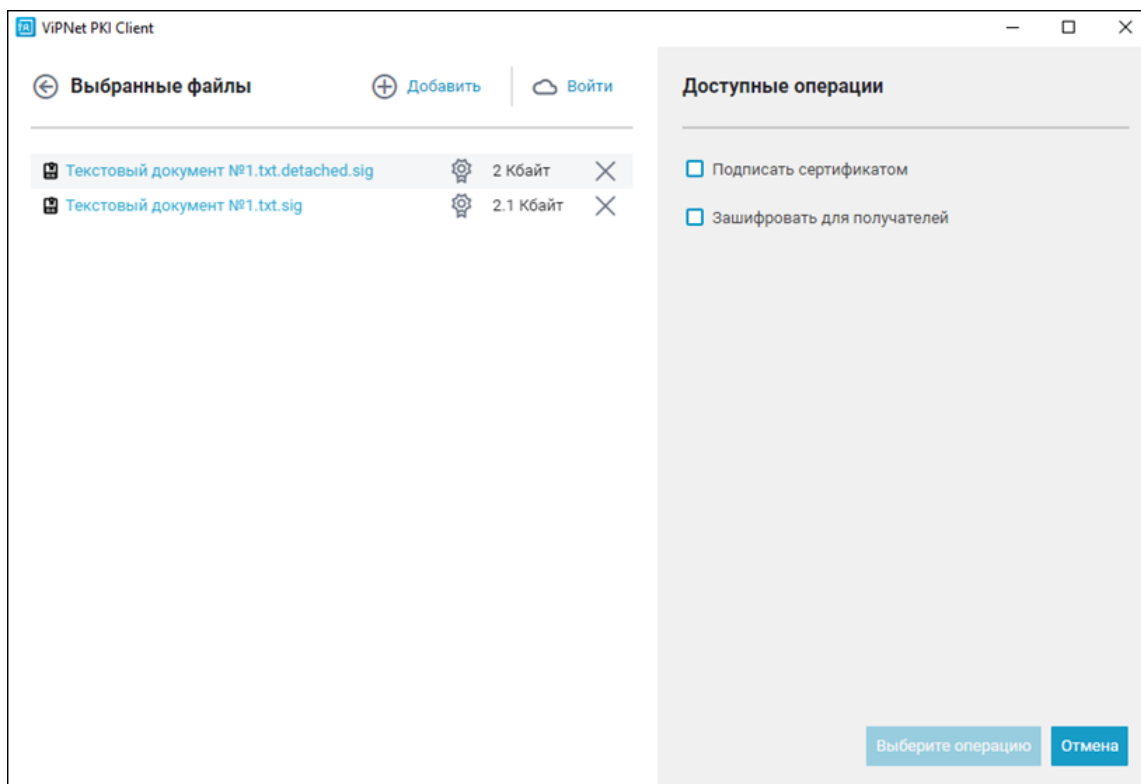 ViPNet PKI Client
Выбранные файлы
Добавить
Войти
Текстовый документ №1.txt.detached.sig 2 Кбайт
Текстовый документ №1.txt.sig 2.1 Кбайт
Доступные операции
Подписать сертификатом
Зашифровать для получателей
Выберите операцию
Отмена